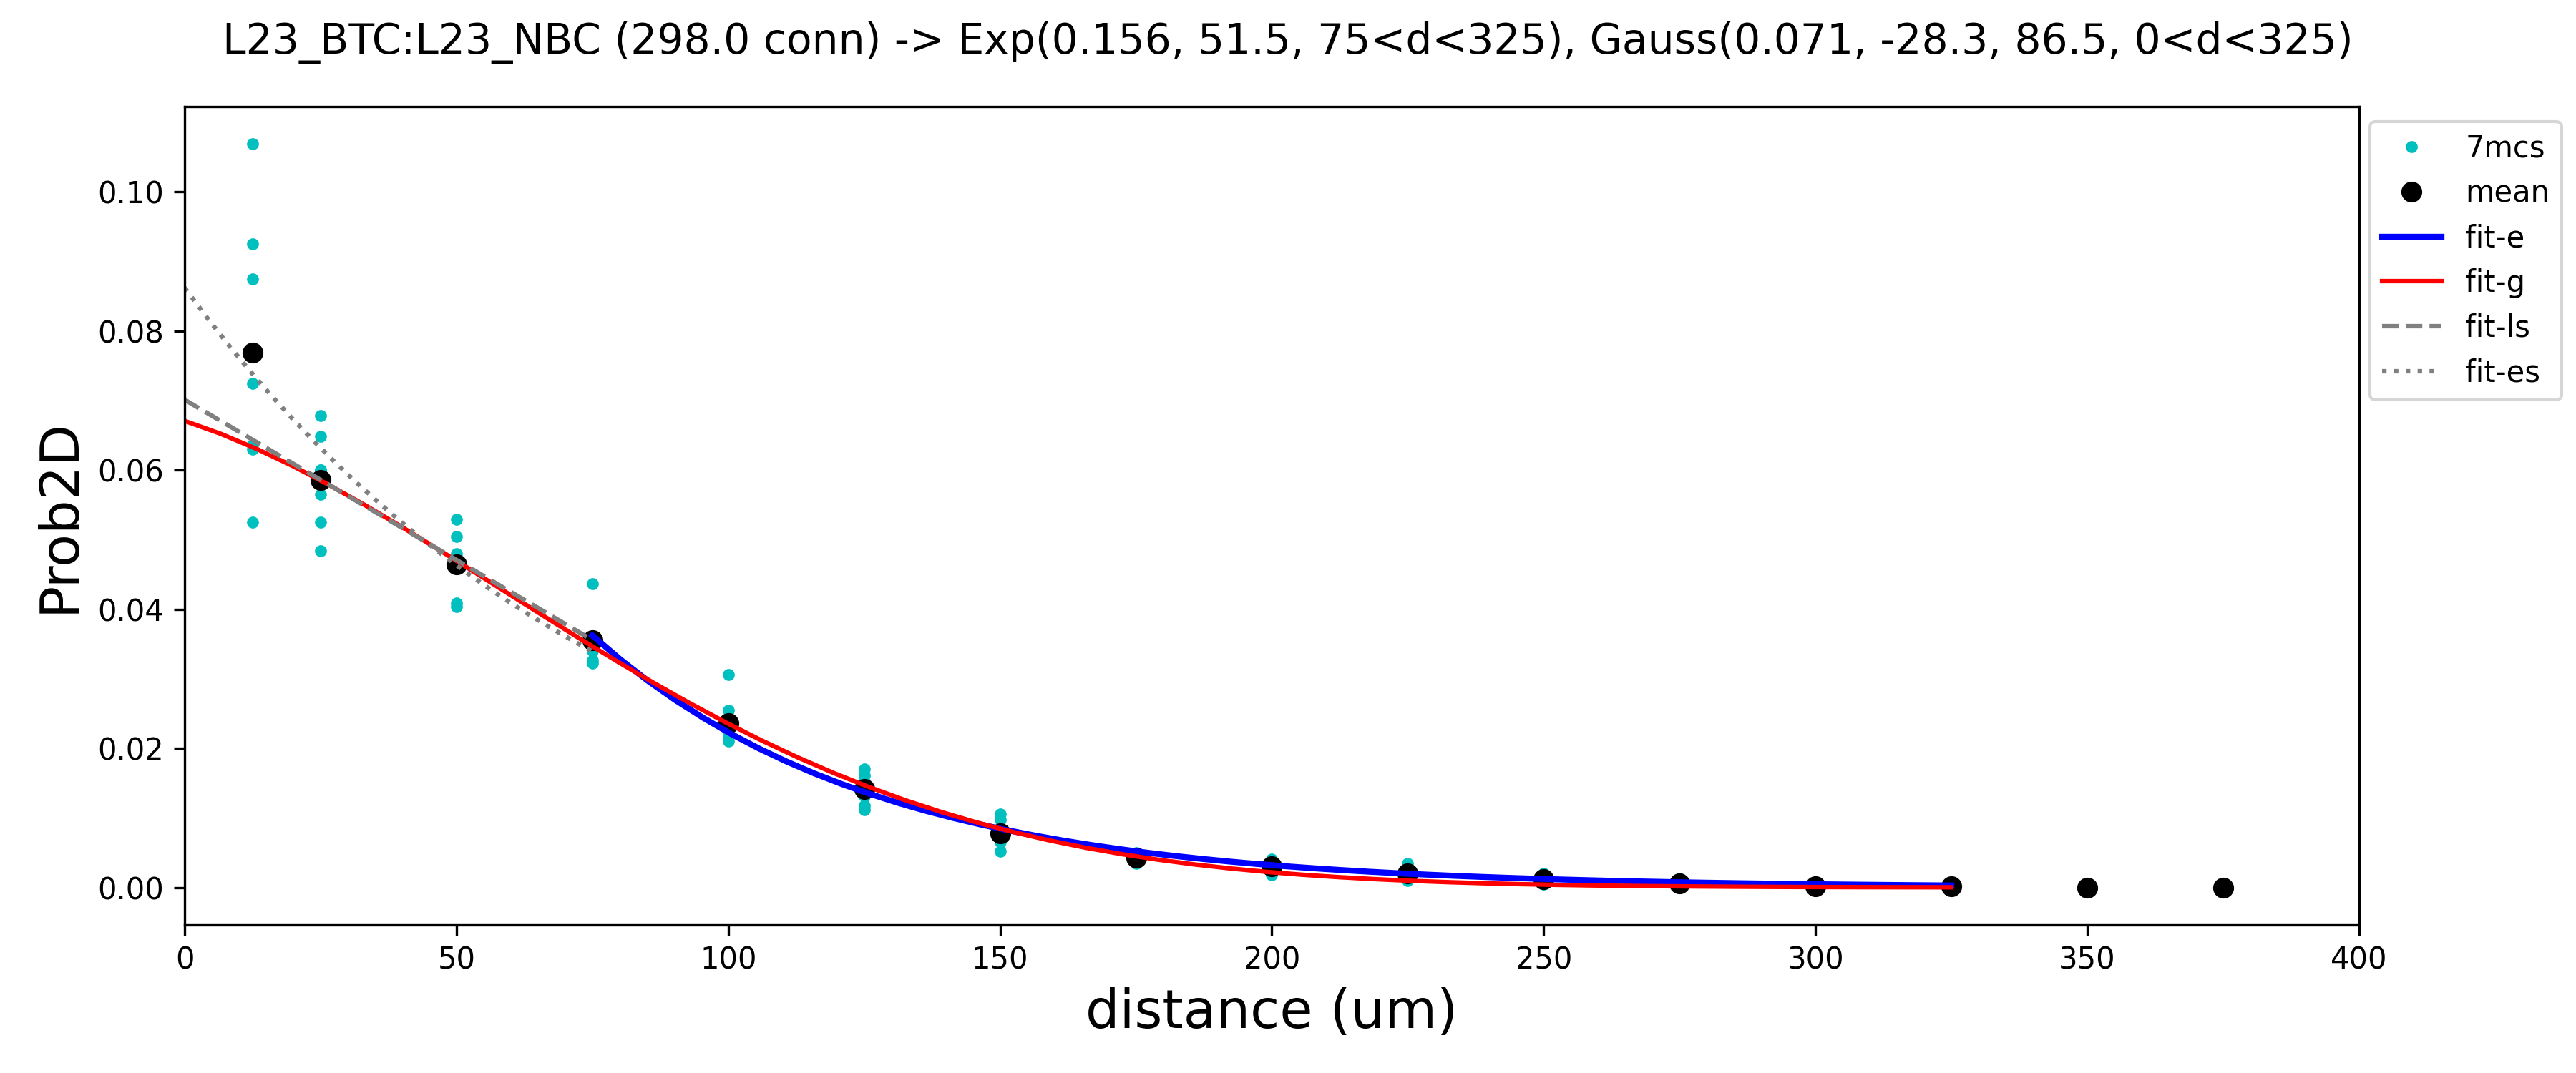 L23_BTC:L23_NBC (298.0 conn) -> Exp(0.156, 51.5, 75<d<325), Gauss(0.071, -28.3, 86.5, 0<d<325)
Prob2D
0.10
0.08
0.06
0.04
0.02
0.00
0 50 100 150 200 250 300 350 400
distance (um)
7mcs
mean
fit-e
fit-g
fit-ls
fit-es